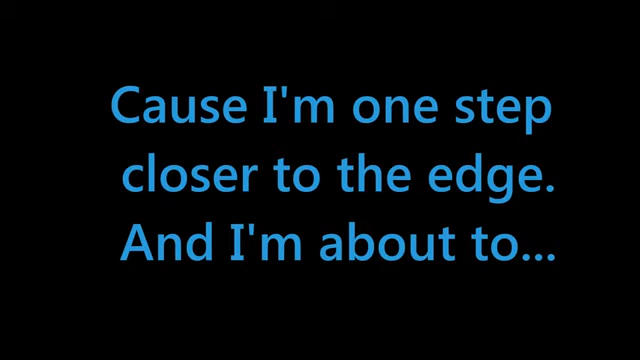 Cause I'm one step
closer to the edge.
And I'm about to...